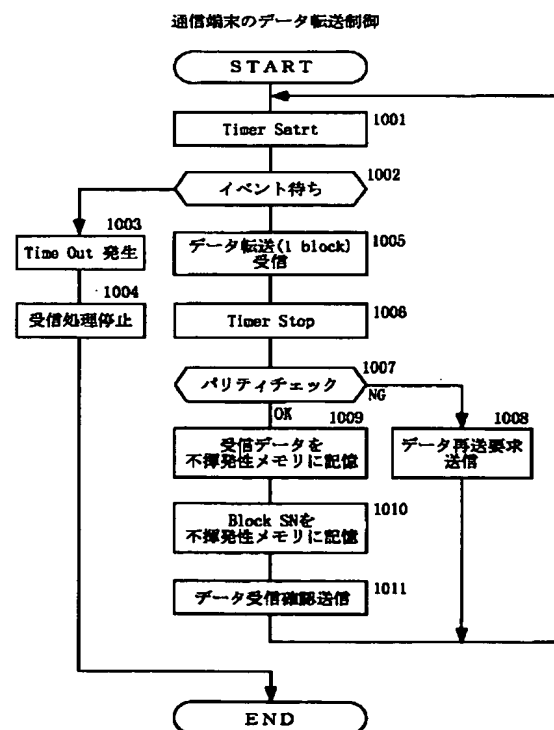 通信端末のデータ転送制御
START
Timer Satrt
1001
イベント待ち
1002
1003
Time Out 発生
データ転送(1 block)
受信
1005
1004
受信処理停止
Timer Stop
1006
パリティチェック
1007
NG
OK
1009
受信データを
不揮発性メモリに記憶
1008
データ再送要求
送信
Block SNを
不揮発性メモリに記憶
1010
データ受信確認送信
1011
END